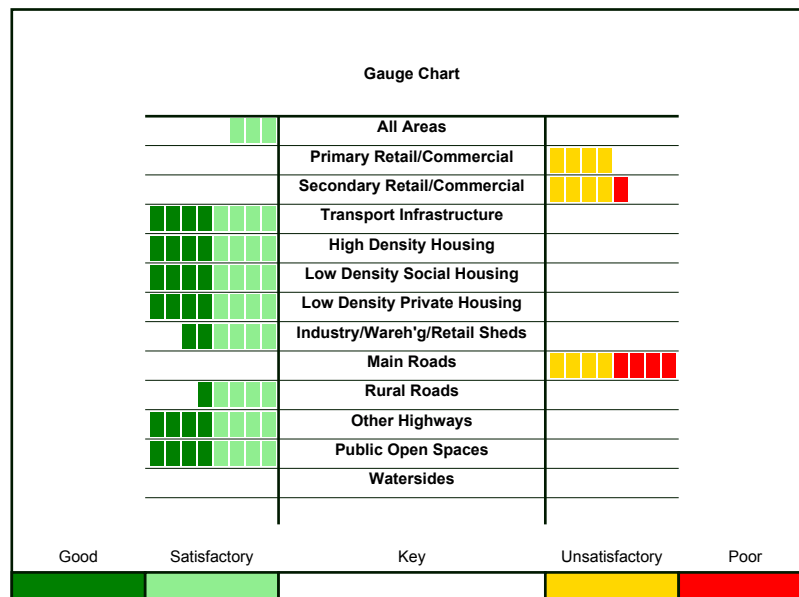 Gauge Chart
All Areas
Primary Retail/Commercial
Secondary Retail/Commercial
Transport Infrastructure
High Density Housing
Low Density Social Housing
Low Density Private Housing
Industry/Wareh'g/Retail Sheds
Main Roads
Rural Roads
Other Highways
Public Open Spaces
Watersides
Good Satisfactory Key Unsatisfactory Poor